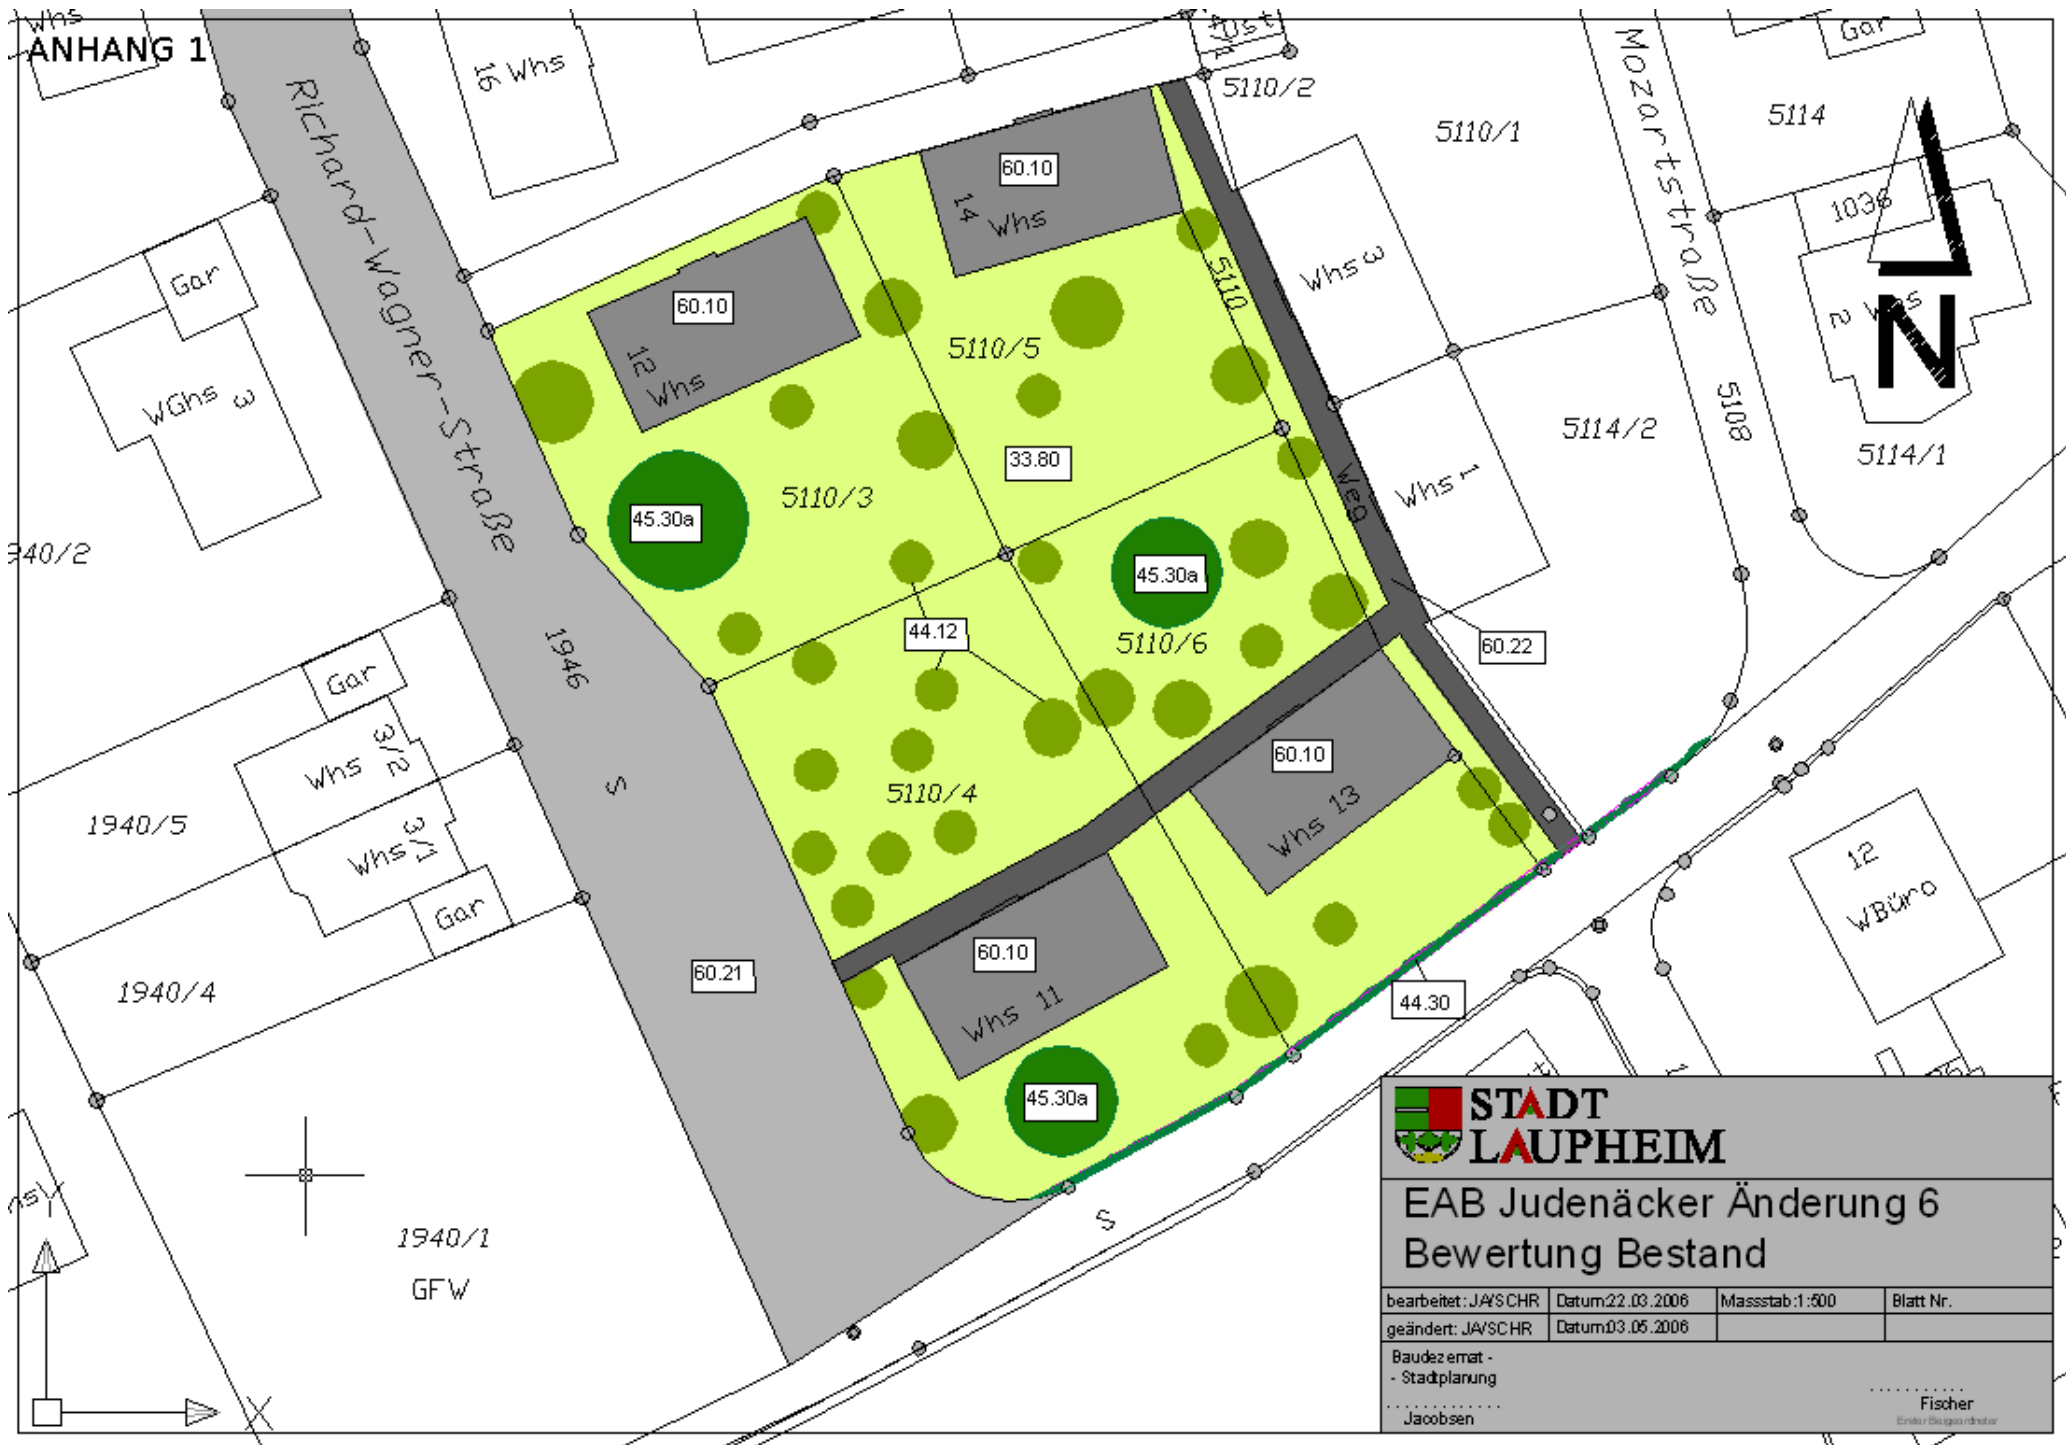 Whs
ANHANG 1
16 Whs
Ust
5110/2
Gar
Richard-Wagner-Straße
Mozartstraße
5110/1
5114
60.10
14 Whs
1036
Gar
5110
Whs 3
2 Whs
N
60.10
12 Whs
5110/5
WGhs 3
5108
5114/2
5114/1
33.80
5110/3
45.30a
Weg
Whs 1
940/2
45.30a
44.12
5110/6
60.22
1946
Gar
Whs 3/2
S
60.10
5110/4
Whs 13
1940/5
Whs 3/1
12
WBüro
Gar
60.10
60.21
1940/4
44.30
Whs 11
45.30a
S
1940/1
GFW
Y
X
STADT
LAUPHEIM
EAB Judenäcker Änderung 6
Bewertung Bestand
bearbeitet: JA/SCHR Datum:22.03.2006 Massstab:1:500 Blatt Nr.
geändert: JA/SCHR Datum:03.05.2006
Baudezernat -
- Stadtplanung
Jacobsen
Fischer
Erster Beigeordneter